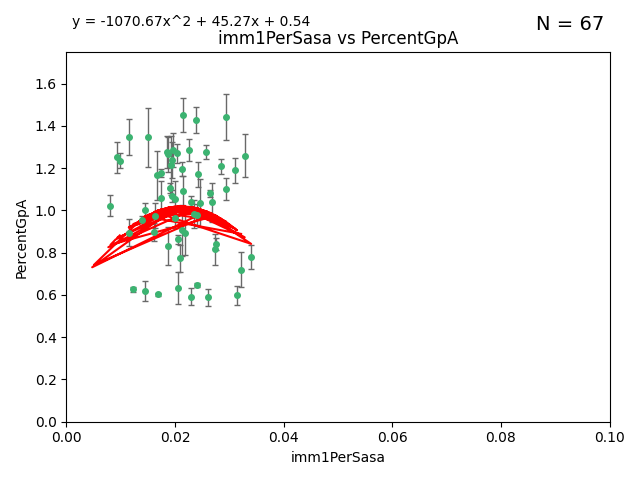 y = -1070.67x^2 + 45.27x + 0.54
N = 67
imm1PerSasa vs PercentGpA
PercentGpA
1.6
1.4
1.2
1.0
0.8
0.6
0.4
0.2
0.0
0.00 0.02 0.04 0.06 0.08 0.10
imm1PerSasa